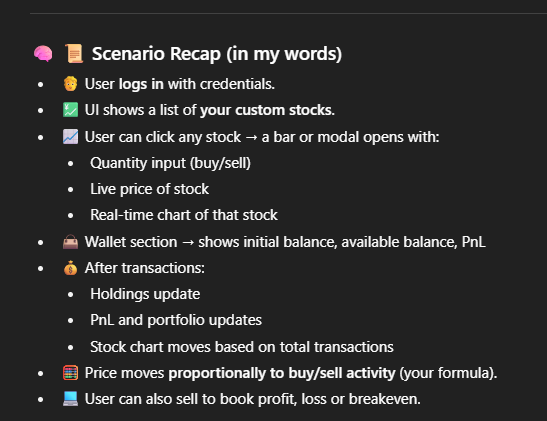 🧠 📜 Scenario Recap (in my words)
• 🧑‍🦱 User logs in with credentials.
• 💹 UI shows a list of your custom stocks.
• 📈 User can click any stock → a bar or modal opens with:
• Quantity input (buy/sell)
• Live price of stock
• Real-time chart of that stock
• 👜 Wallet section → shows initial balance, available balance, PnL
• 💰 After transactions:
• Holdings update
• PnL and portfolio updates
• Stock chart moves based on total transactions
• 🧮 Price moves proportionally to buy/sell activity (your formula).
• 💻 User can also sell to book profit, loss or breakeven.